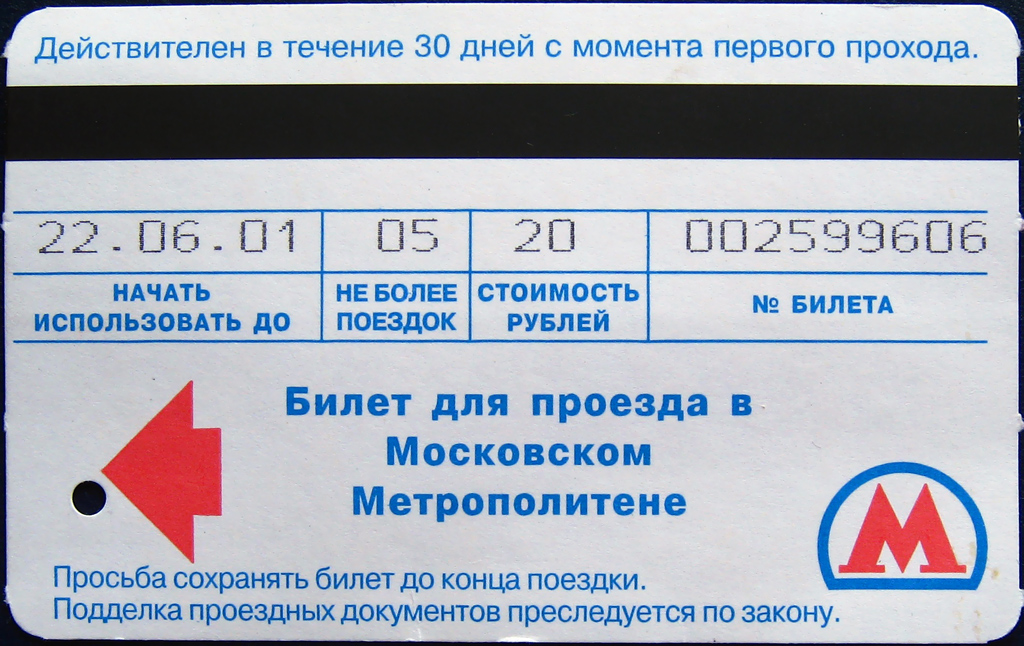 Действителен в течение 30 дней с момента первого прохода.
22.06.01 05 20 002599606
НАЧАТЬ ИСПОЛЬЗОВАТЬ ДО
НЕ БОЛЕЕ ПОЕЗДОК
СТОИМОСТЬ РУБЛЕЙ
№ БИЛЕТА
Билет для проезда в
Московском
Метрополитене
М
Просьба сохранять билет до конца поездки.
Подделка проездных документов преследуется по закону.